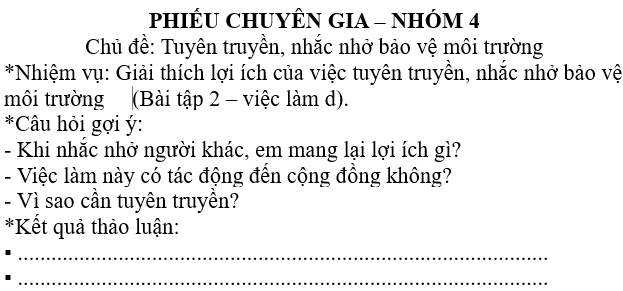 PHIẾU CHUYÊN GIA – NHÓM 4
Chủ đề: Tuyên truyền, nhắc nhở bảo vệ môi trường
*Nhiệm vụ: Giải thích lợi ích của việc tuyên truyền, nhắc nhở bảo vệ
môi trường (Bài tập 2 – việc làm d).
*Câu hỏi gợi ý:
- Khi nhắc nhở người khác, em mang lại lợi ích gì?
- Việc làm này có tác động đến cộng đồng không?
- Vì sao cần tuyên truyền?
*Kết quả thảo luận:
▪ ..........................................................................................
▪ ..........................................................................................